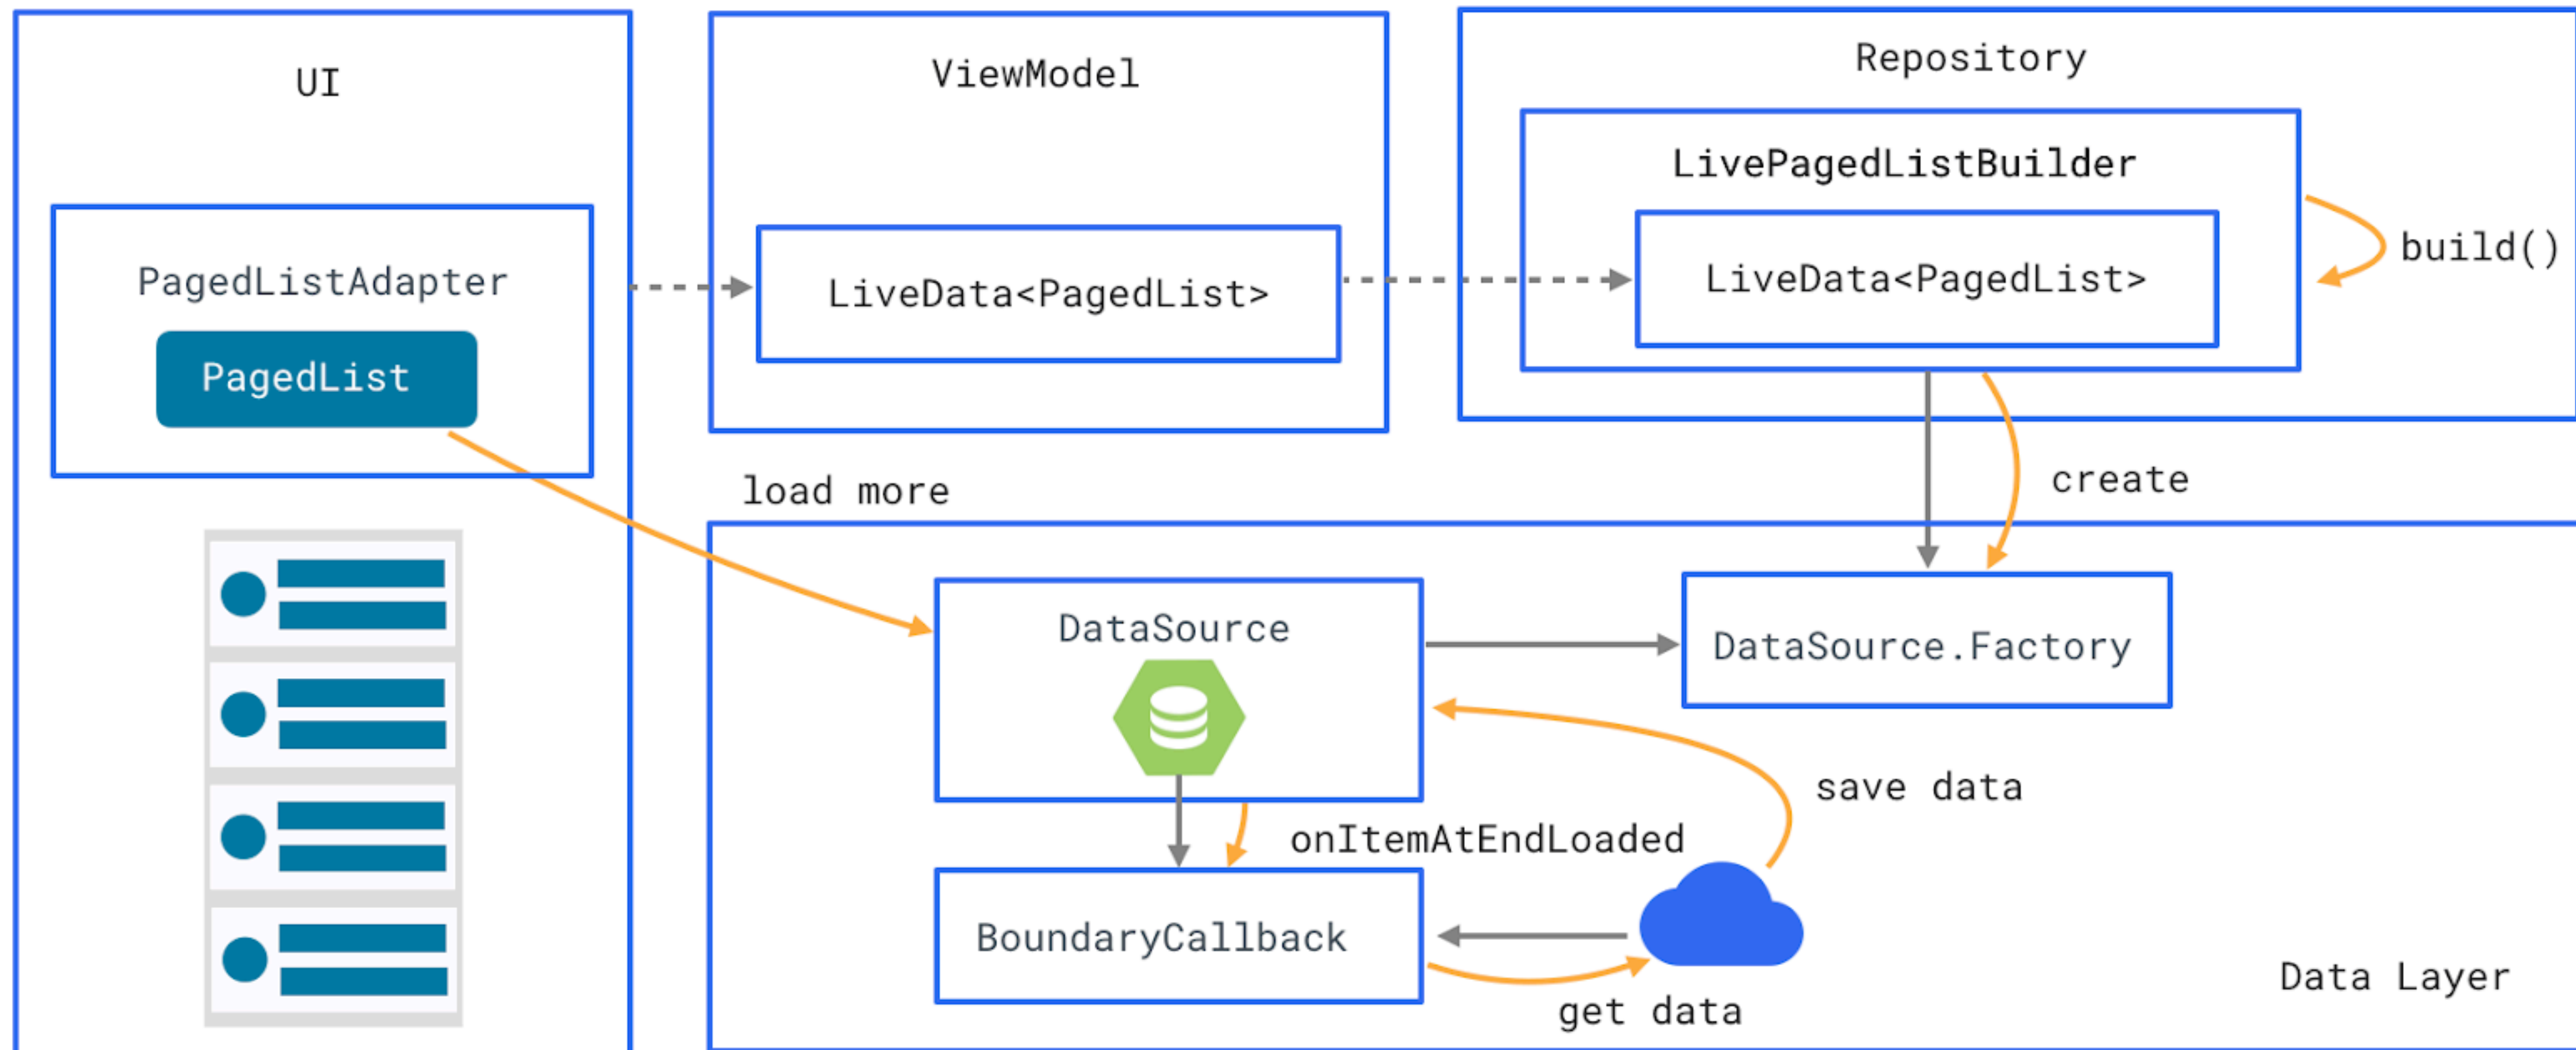 UI
PagedListAdapter
PagedList
ViewModel
LiveData<PagedList>
Repository
LivePagedListBuilder
LiveData<PagedList>
build()
load more
create
DataSource
DataSource.Factory
save data
onItemAtEndLoaded
BoundaryCallback
get data
Data Layer